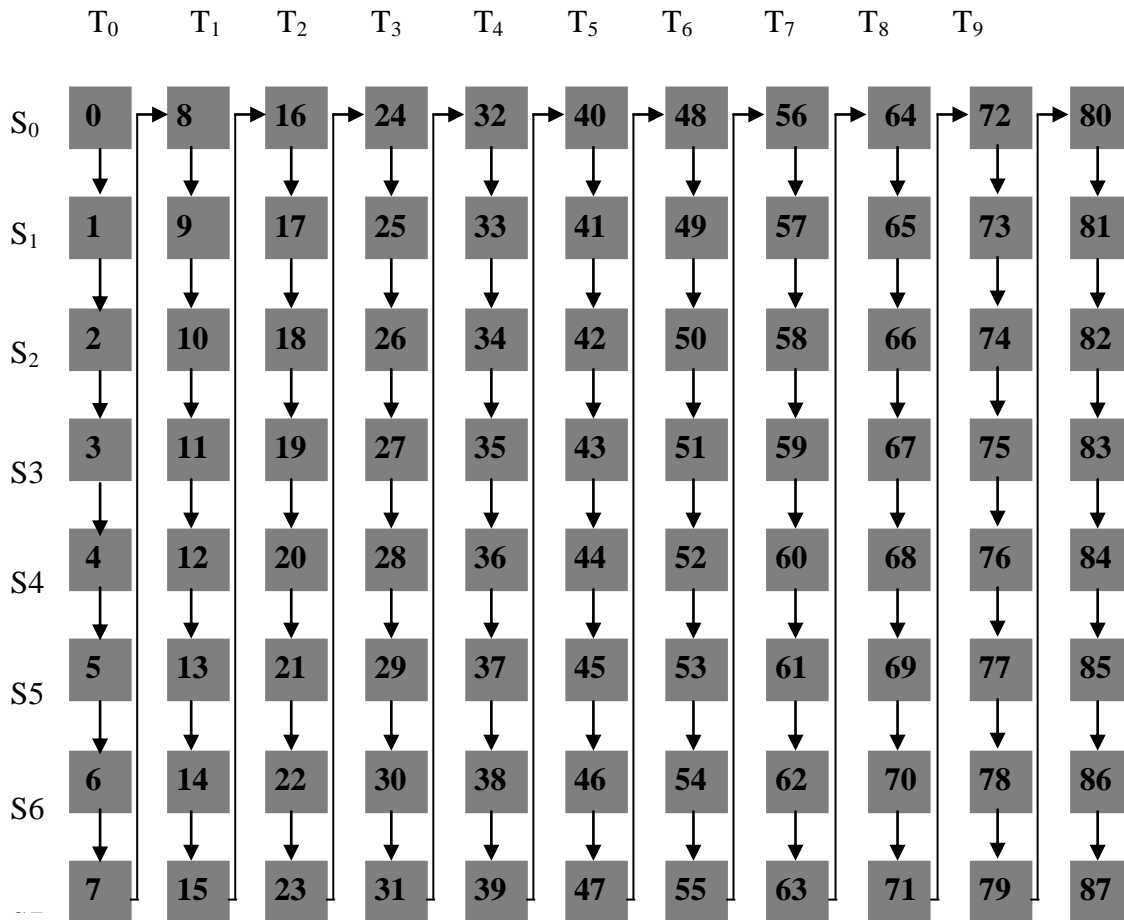 T₀ T₁ T₂ T₃ T₄ T₅ T₆ T₇ T₈ T₉
S₀ 0 8 16 24 32 40 48 56 64 72 80
S₁ 1 9 17 25 33 41 49 57 65 73 81
S₂ 2 10 18 26 34 42 50 58 66 74 82
S3 3 11 19 27 35 43 51 59 67 75 83
S4 4 12 20 28 36 44 52 60 68 76 84
S5 5 13 21 29 37 45 53 61 69 77 85
S6 6 14 22 30 38 46 54 62 70 78 86
7 15 23 31 39 47 55 63 71 79 87